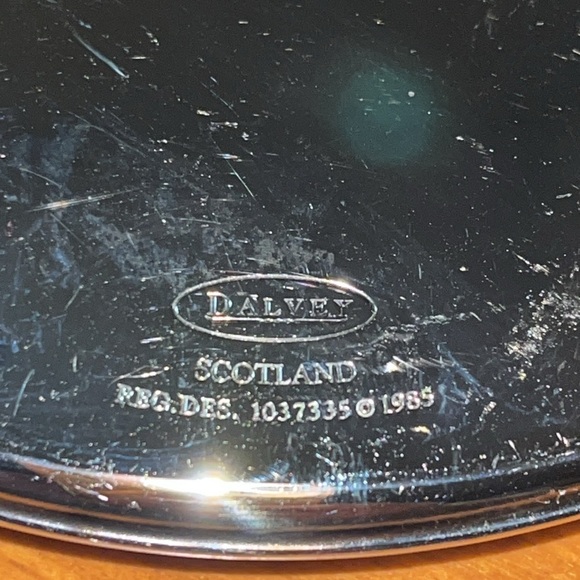 DALVEY
SCOTLAND
REG.DES. 1037335 © 1985